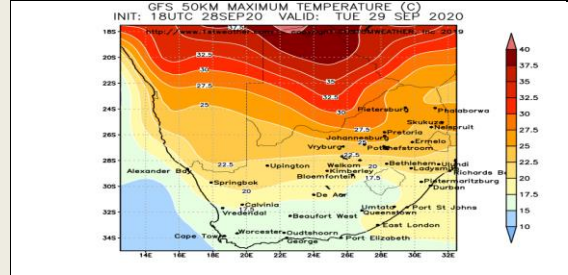 GFS 50KM MAXIMUM TEMPERATURE (C)
INIT: 18UTC 28SEP20 VALID: TUE 29 SEP 2020
37.5
18S
20S
22S
24S
26S
28S
30S
32S
34S
32.5
30
27.5
25
35
32.5
30
27.5
25
22.5
22.5
20
17.5
20
17.5
Pietersburg
Phalaborwa
Skukuza
Nelspruit
Pretoria
Johannesburg
Ermelo
Vryburg
Potchefstroom
Welkom
Bethlehem
Ulundi
Upington
Kimberley
Ladysmith
Richards B
Bloemfontein
Alexander Bay
Springbok
Pietermaritzburg
Durban
De Aar
Calvinia
Vredendal
Umtata
Port St Johns
Queenstown
Beaufort West
East London
Worcester
Oudtshoorn
Cape Town
George
Port Elizabeth
14E 16E 18E 20E 22E 24E 26E 28E 30E 32E
40
37.5
35
32.5
30
27.5
25
22.5
20
17.5
15
10